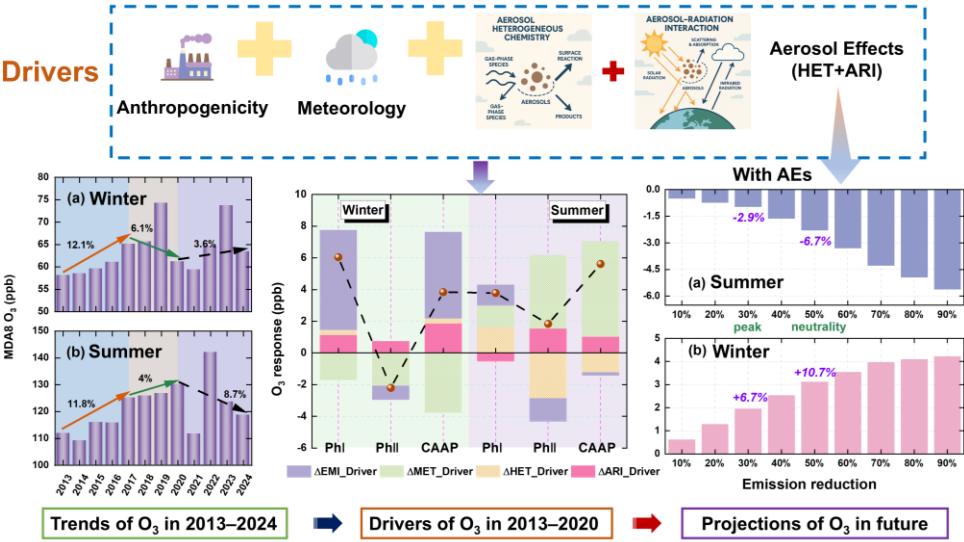 Drivers
Anthropogenicity
Meteorology
AEROSOL
HETEROGENEOUS
CHEMISTRY
GAS-PHASE
SPECIES
SURFACE
REACTION
AEROSOLS
GAS-
PHASE
SPECIES
PRODUCTS
AEROSOL–RADIATION
INTERACTION
SCATTERING
& ABSORPTION
SOLAR
RADIATION
AEROSOLS
INFRARED
RADIATION
Aerosol Effects
(HET+ARI)
MDA8 O3 (ppb)
80
75
70
65
60
55
50
(a) Winter
12.1%
6.1%
3.6%
150
140
130
120
110
100
(b) Summer
11.8%
4%
8.7%
2013
2014
2015
2016
2017
2018
2019
2020
2021
2022
2023
2024
O3 response (ppb)
10
8
6
4
2
0
-2
-4
-6
Winter
Summer
PhI PhII CAAP PhI PhII CAAP
ΔEMI_Driver ΔMET_Driver ΔHET_Driver ΔARI_Driver
With AEs
0.0
-1.5
-3.0
-4.5
-6.0
-2.9%
-6.7%
(a) Summer
10% 20% 30% 40% 50% 60% 70% 80% 90%
peak neutrality
5
4
3
2
1
0
(b) Winter
+6.7%
+10.7%
10% 20% 30% 40% 50% 60% 70% 80% 90%
Emission reduction
Trends of O3 in 2013–2024
Drivers of O3 in 2013–2020
Projections of O3 in future